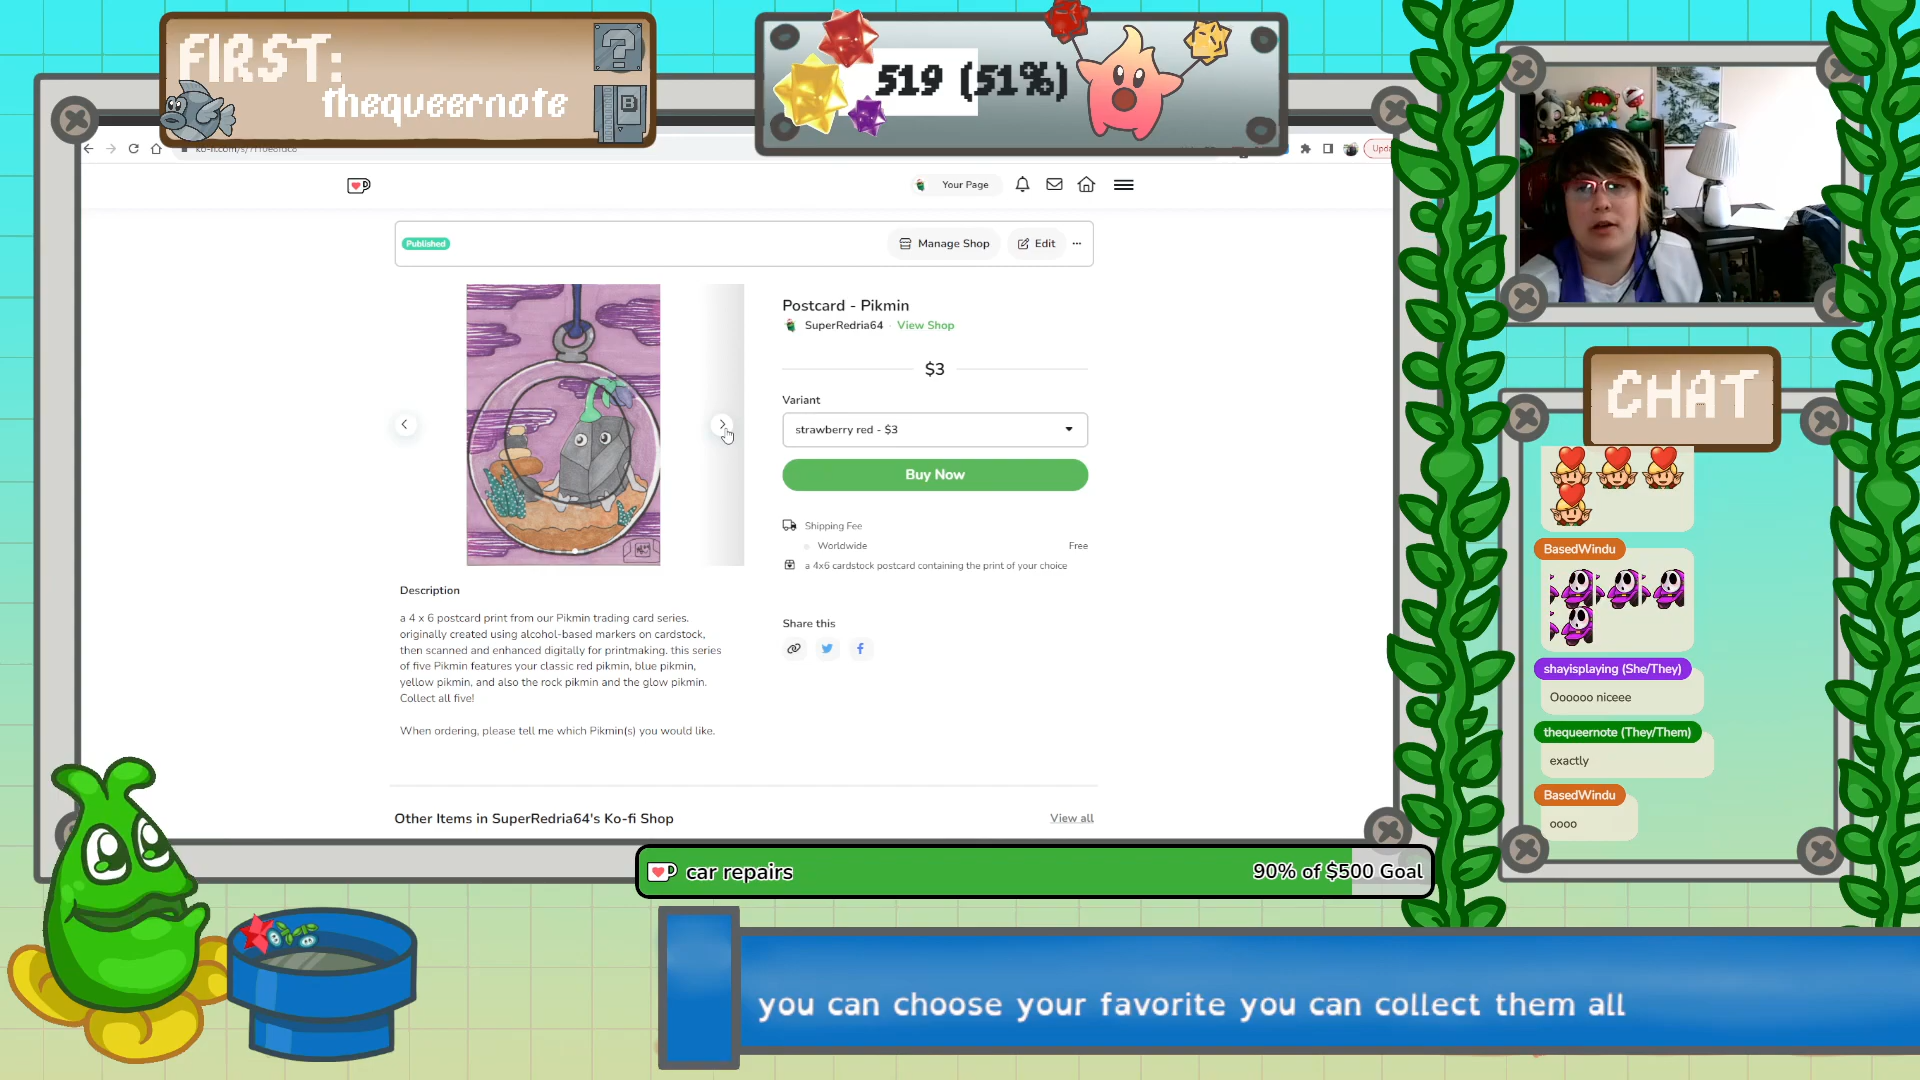 FIRST:
thequeernote
519 (51%)
Your Page
Published
Manage Shop
Edit
Postcard - Pikmin
SuperRedria64 · View Shop
$3
Variant
strawberry red - $3
Buy Now
Shipping Fee
Worldwide
Free
a 4x6 cardstock postcard containing the print of your choice
Share this
Description
a 4 x 6 postcard print from our Pikmin trading card series.
originally created using alcohol-based markers on cardstock,
then scanned and enhanced digitally for printmaking. this series
of five Pikmin features your classic red pikmin, blue pikmin,
yellow pikmin, and also the rock pikmin and the glow pikmin.
Collect all five!
When ordering, please tell me which Pikmin(s) you would like.
Other Items in SuperRedria64's Ko-fi Shop
View all
CHAT
BasedWindu
shayisplaying (She/They)
Oooooo niceee
thequeernote (They/Them)
exactly
BasedWindu
oooo
car repairs
90% of $500 Goal
you can choose your favorite you can collect them all